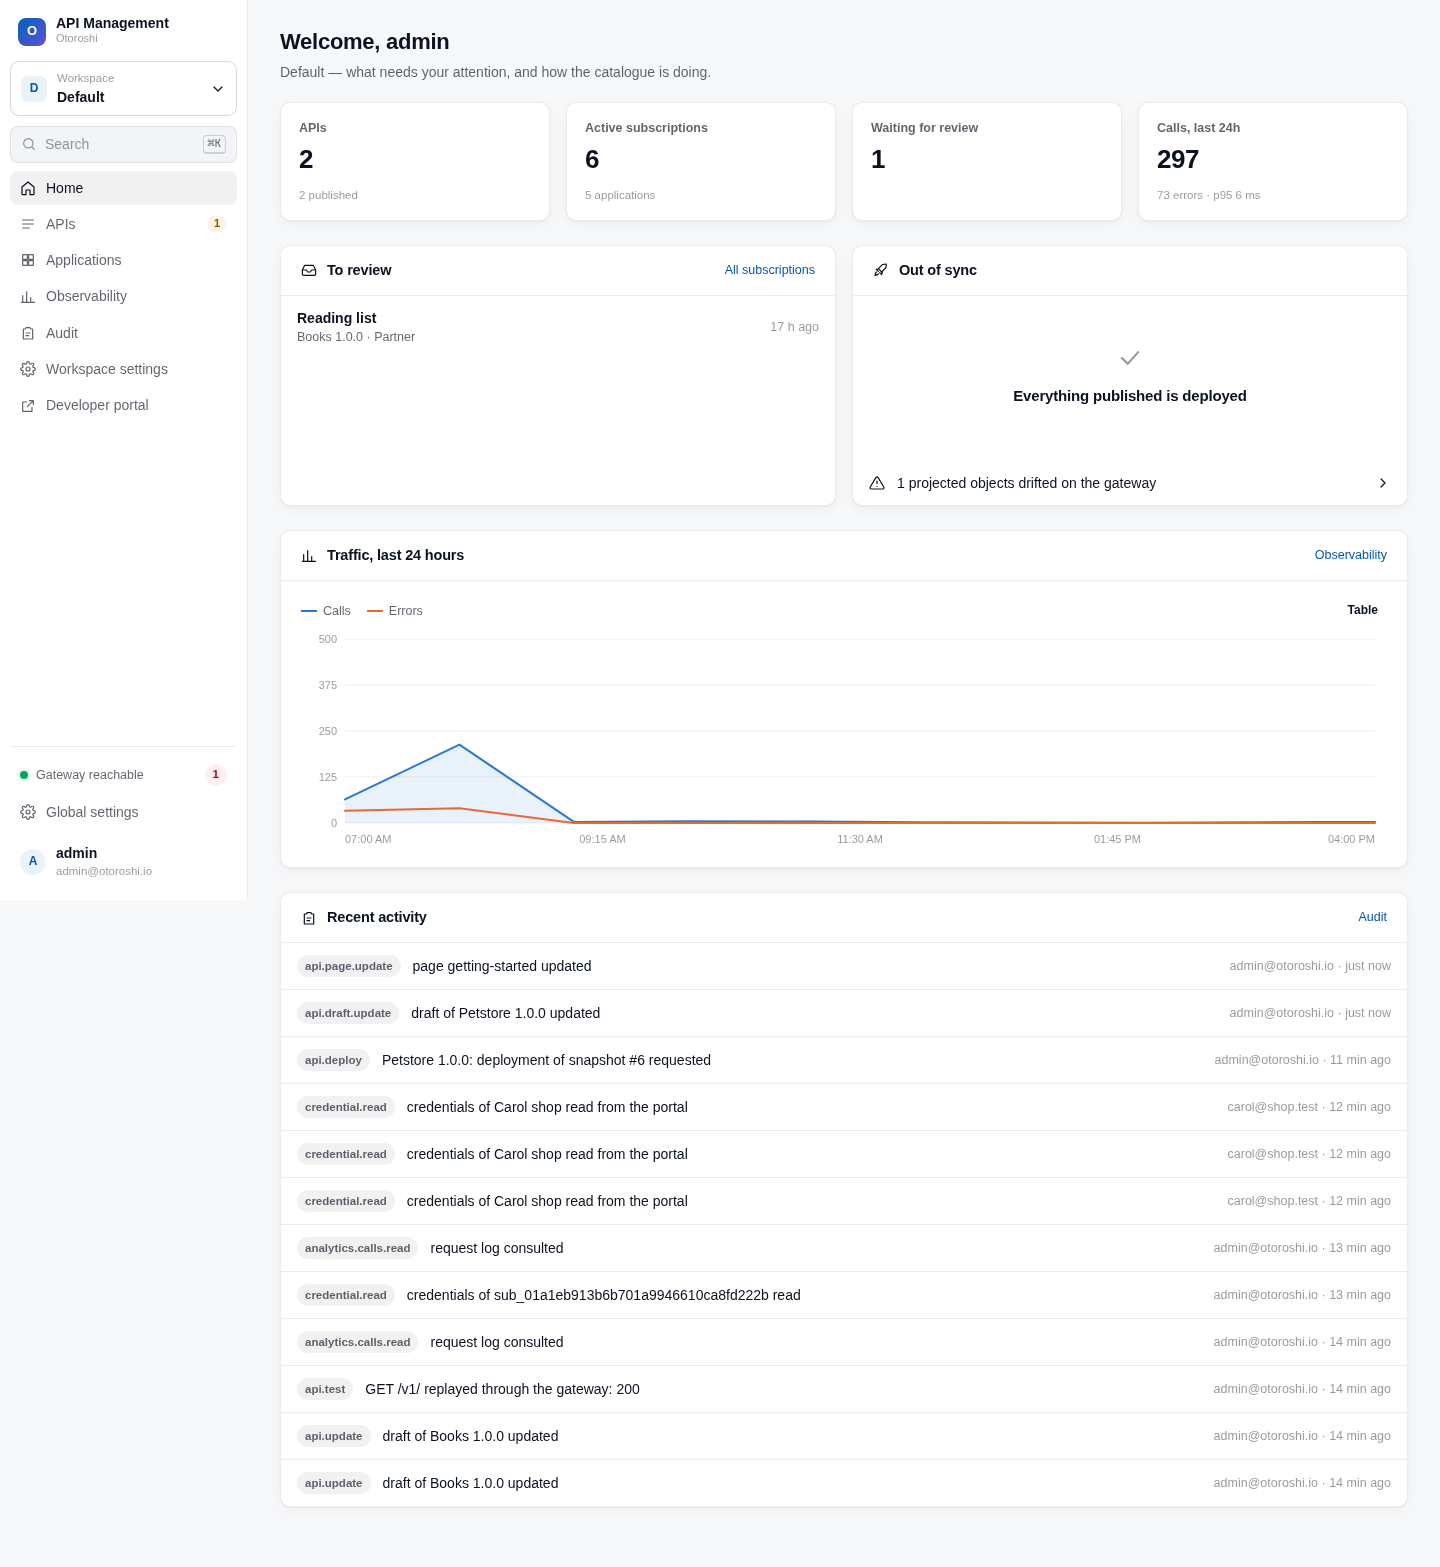 O
API Management
Otoroshi
D
Workspace
Default
Search
⌘K
Home
APIs
1
Applications
Observability
Audit
Workspace settings
Developer portal
Gateway reachable
1
Global settings
A
admin
admin@otoroshi.io
Welcome, admin
Default — what needs your attention, and how the catalogue is doing.
APIs
2
2 published
Active subscriptions
6
5 applications
Waiting for review
1
Calls, last 24h
297
73 errors · p95 6 ms
To review
All subscriptions
Reading list
Books 1.0.0 · Partner
17 h ago
Out of sync
Everything published is deployed
1 projected objects drifted on the gateway
Traffic, last 24 hours
Observability
Calls
Errors
Table
500
375
250
125
0
07:00 AM
09:15 AM
11:30 AM
01:45 PM
04:00 PM
Recent activity
Audit
api.page.update page getting-started updated admin@otoroshi.io · just now
api.draft.update draft of Petstore 1.0.0 updated admin@otoroshi.io · just now
api.deploy Petstore 1.0.0: deployment of snapshot #6 requested admin@otoroshi.io · 11 min ago
credential.read credentials of Carol shop read from the portal carol@shop.test · 12 min ago
credential.read credentials of Carol shop read from the portal carol@shop.test · 12 min ago
credential.read credentials of Carol shop read from the portal carol@shop.test · 12 min ago
analytics.calls.read request log consulted admin@otoroshi.io · 13 min ago
credential.read credentials of sub_01a1eb913b6b701a9946610ca8fd222b read admin@otoroshi.io · 13 min ago
analytics.calls.read request log consulted admin@otoroshi.io · 14 min ago
api.test GET /v1/ replayed through the gateway: 200 admin@otoroshi.io · 14 min ago
api.update draft of Books 1.0.0 updated admin@otoroshi.io · 14 min ago
api.update draft of Books 1.0.0 updated admin@otoroshi.io · 14 min ago